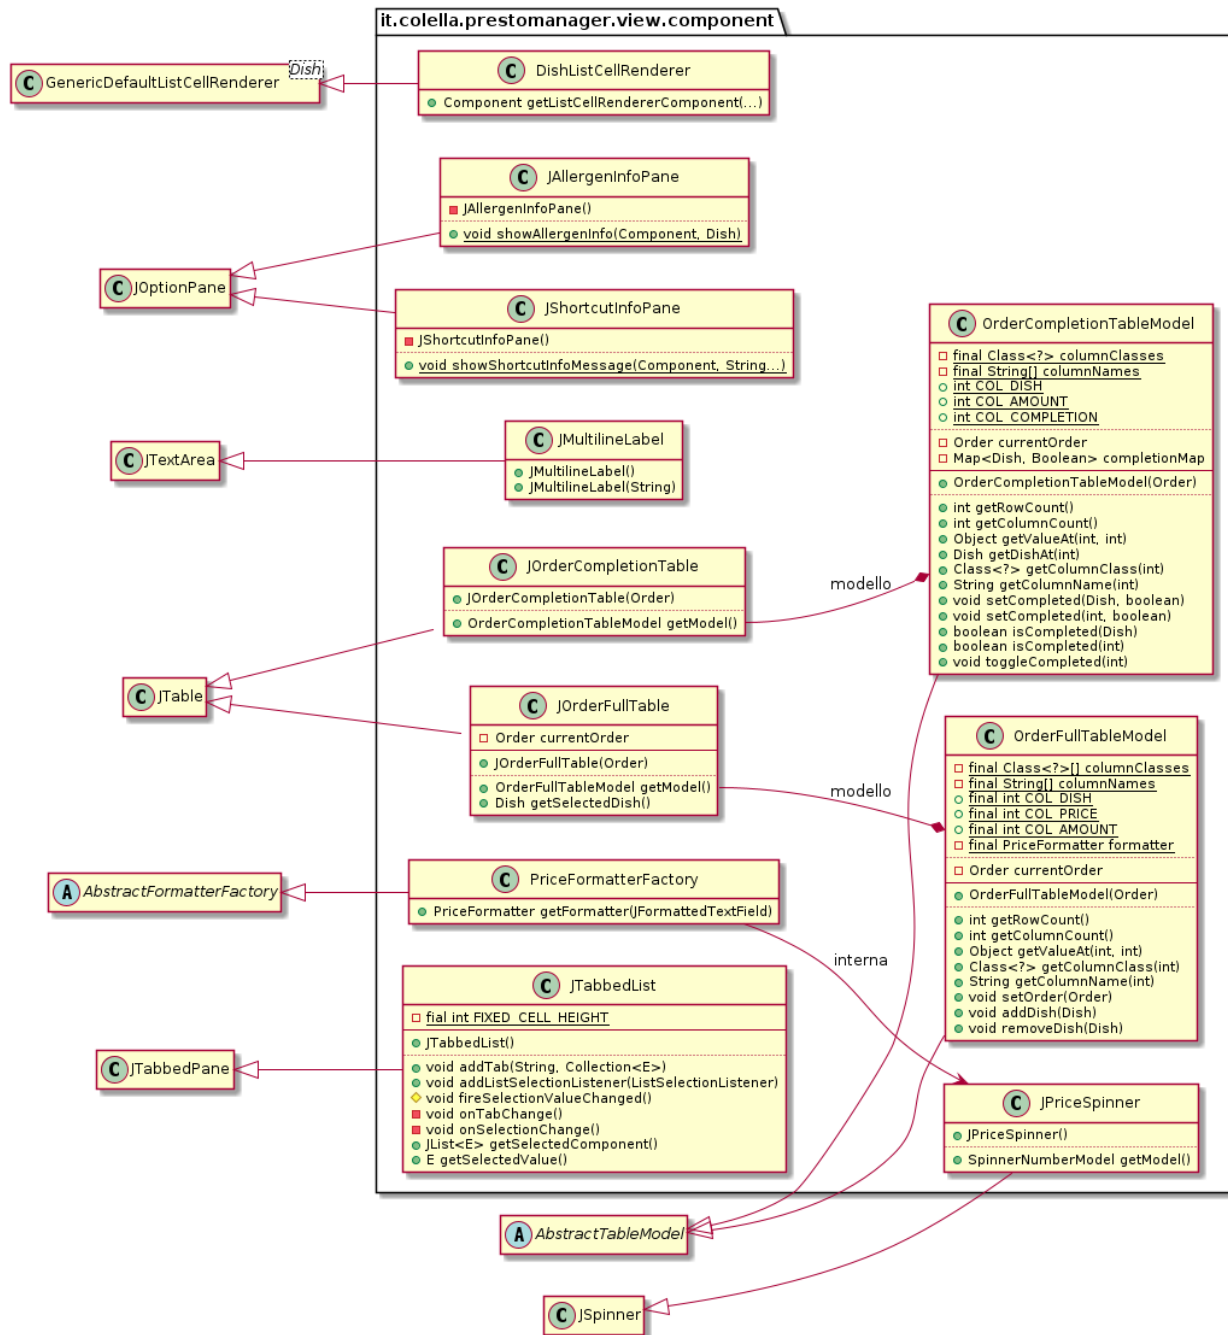 it.colella.prestomanager.view.component
C GenericDefaultListCellRenderer Dish
C DishListCellRenderer
Component getListCellRendererComponent(...)
C JAllergenInfoPane
JAllergenInfoPane()
void showAllergenInfo(Component, Dish)
C JOptionPane
C JShortcutInfoPane
JShortcutInfoPane()
void showShortcutInfoMessage(Component, String...)
C JTextArea
C JMultilineLabel
JMultilineLabel()
JMultilineLabel(String)
C JOrderCompletionTable
JOrderCompletionTable(Order)
OrderCompletionTableModel getModel()
modello
C OrderCompletionTableModel
final Class<?> columnClasses
final String[] columnNames
int COL_DISH
int COL_AMOUNT
int COL_COMPLETION
Order currentOrder
Map<Dish, Boolean> completionMap
OrderCompletionTableModel(Order)
int getRowCount()
int getColumnCount()
Object getValueAt(int, int)
Dish getDishAt(int)
Class<?> getColumnClass(int)
String getColumnName(int)
void setCompleted(Dish, boolean)
void setCompleted(int, boolean)
boolean isCompleted(Dish)
boolean isCompleted(int)
void toggleCompleted(int)
C JTable
C JOrderFullTable
Order currentOrder
JOrderFullTable(Order)
OrderFullTableModel getModel()
Dish getSelectedDish()
modello
C OrderFullTableModel
final Class<?>[] columnClasses
final String[] columnNames
final int COL_DISH
final int COL_PRICE
final int COL_AMOUNT
final PriceFormatter formatter
Order currentOrder
OrderFullTableModel(Order)
int getRowCount()
int getColumnCount()
Object getValueAt(int, int)
Class<?> getColumnClass(int)
String getColumnName(int)
void setOrder(Order)
void addDish(Dish)
void removeDish(Dish)
A AbstractFormatterFactory
C PriceFormatterFactory
PriceFormatter getFormatter(JFormattedTextField)
interna
C JTabbedPane
C JTabbedList
fial int FIXED_CELL_HEIGHT
JTabbedList()
void addTab(String, Collection<E>)
void addListSelectionListener(ListSelectionListener)
void fireSelectionValueChanged()
void onTabChange()
void onSelectionChange()
JList<E> getSelectedComponent()
E getSelectedValue()
C JPriceSpinner
JPriceSpinner()
SpinnerNumberModel getModel()
A AbstractTableModel
C JSpinner